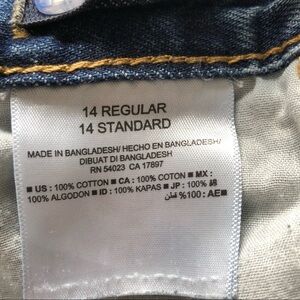 14 REGULAR
14 STANDARD
MADE IN BANGLADESH/ HECHO EN BANGLADESH/
DIBUAT DI BANGLADESH
RN 54023 CA 17897
■ US : 100% COTTON ■ CA : 100% COTON ■ MX :
100% ALGODON ■ ID : 100% KAPAS ■ JP : 100% 綿
■ AE: 100% قطن